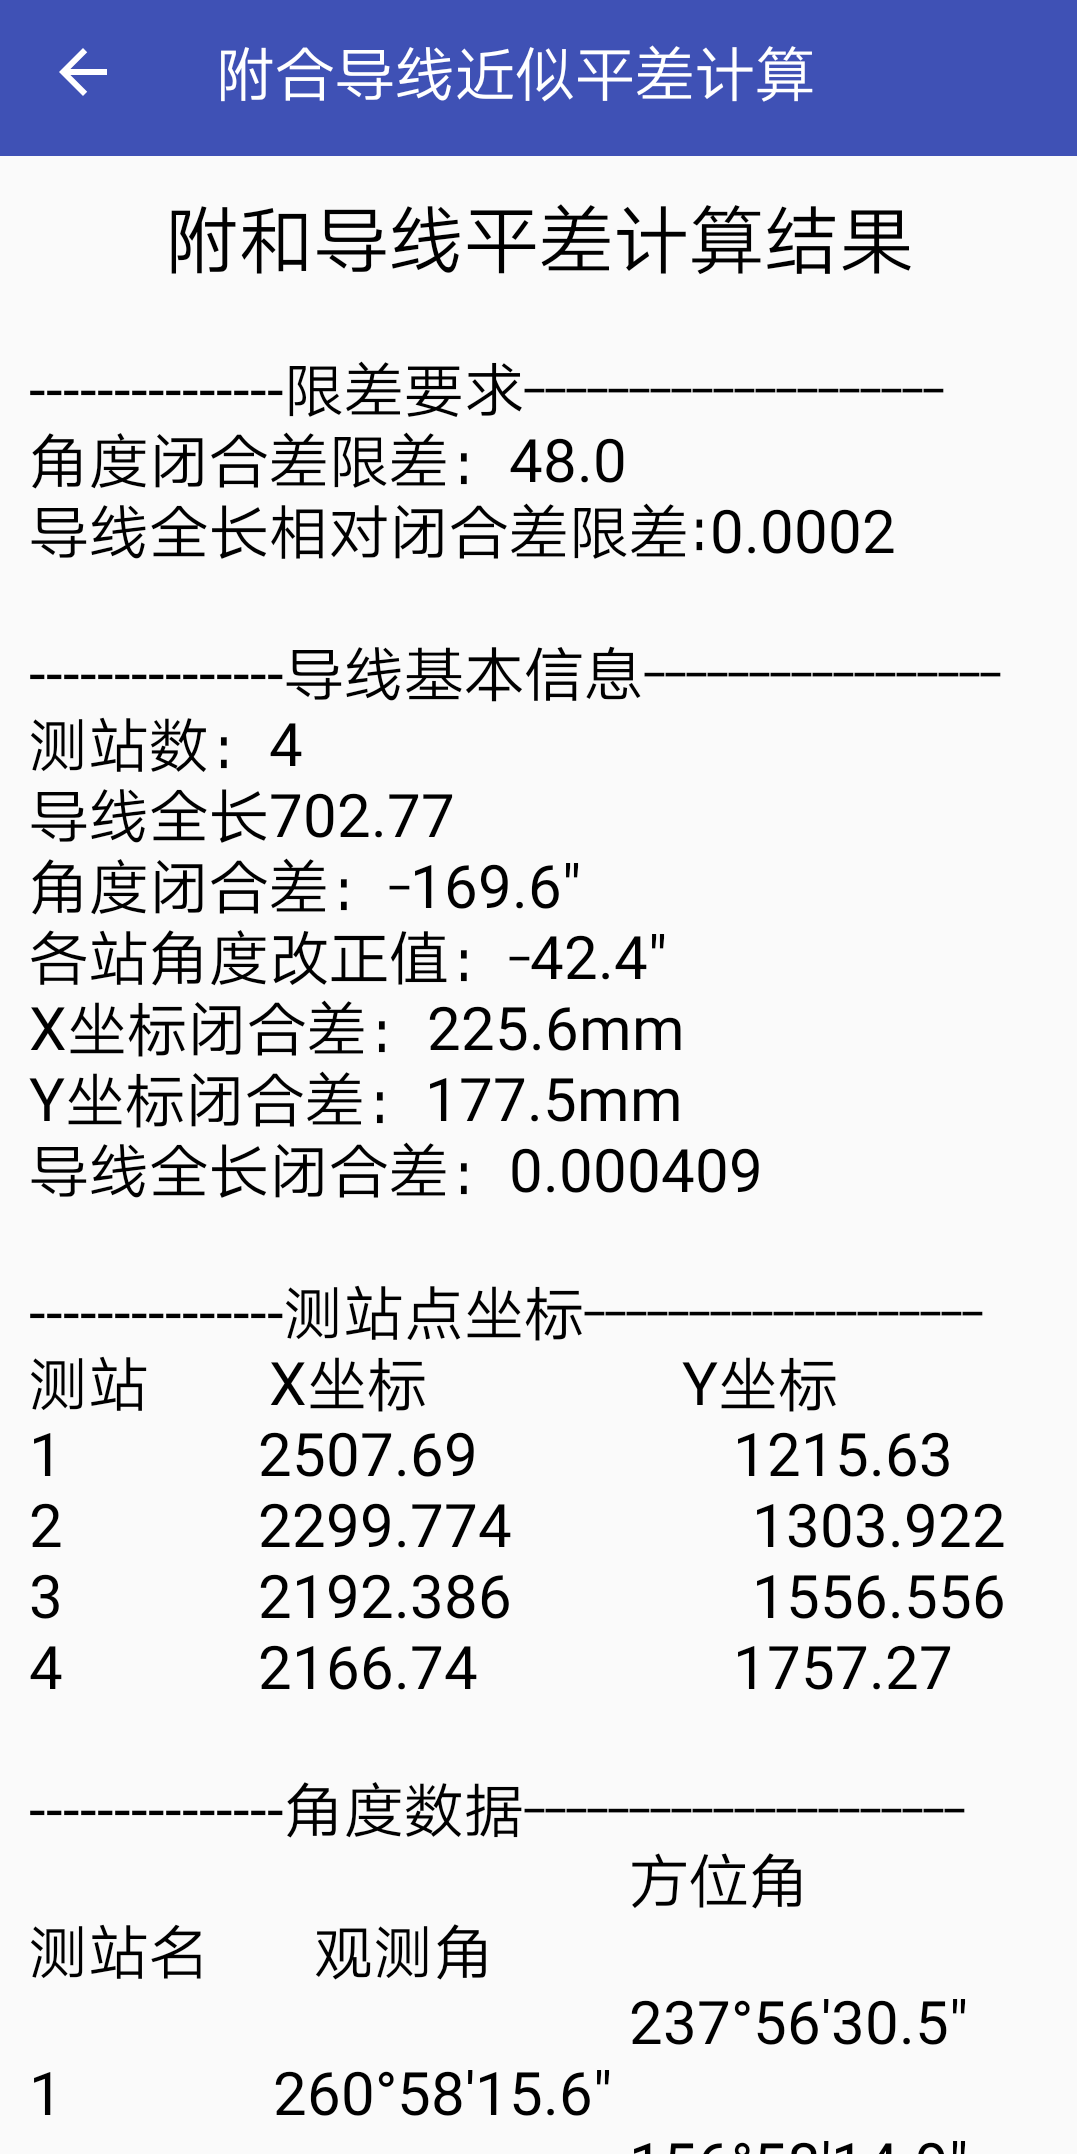 附合导线近似平差计算
附和导线平差计算结果
---------------限差要求--------------------
角度闭合差限差：48.0
导线全长相对闭合差限差:0.0002
---------------导线基本信息-----------------
测站数：4
导线全长702.77
角度闭合差：-169.6"
各站角度改正值：-42.4"
X坐标闭合差：225.6mm
Y坐标闭合差：177.5mm
导线全长闭合差：0.000409
---------------测站点坐标-------------------
测站 X坐标 Y坐标
1 2507.69 1215.63
2 2299.774 1303.922
3 2192.386 1556.556
4 2166.74 1757.27
---------------角度数据---------------------
方位角
测站名 观测角
237°56'30.5"
1 260°58'15.6"